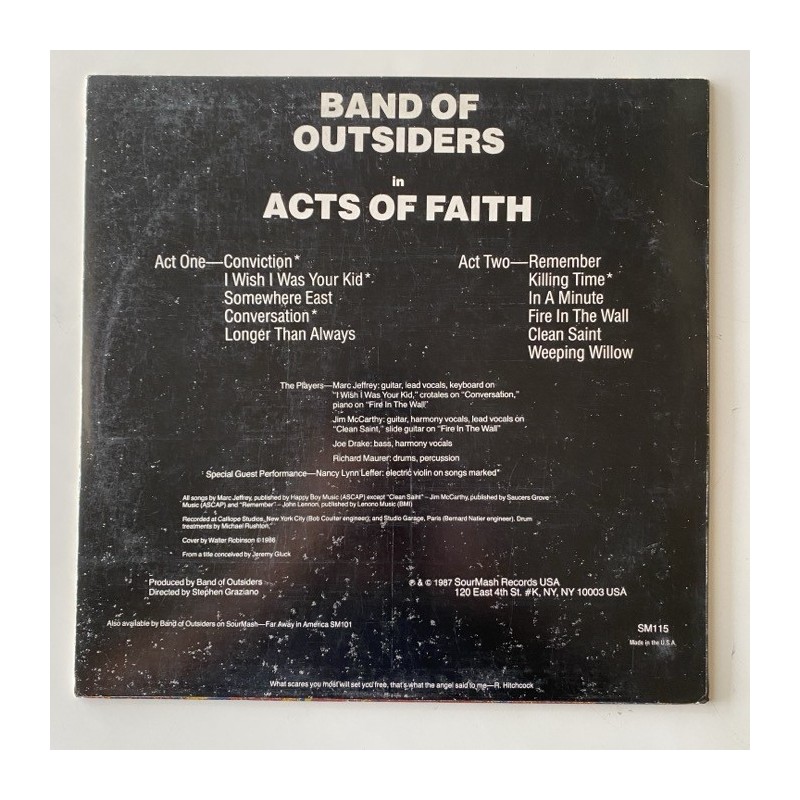 BAND OF
OUTSIDERS
in
ACTS OF FAITH
Act One—Conviction*
I Wish I Was Your Kid*
Somewhere East
Conversation*
Longer Than Always
Act Two—Remember
Killing Time*
In A Minute
Fire In The Wall
Clean Saint
Weeping Willow
The Players—Marc Jeffrey: guitar, lead vocals, keyboard on
"I Wish I Was Your Kid," crotales on "Conversation,"
piano on "Fire In The Wall"
Jim McCarthy: guitar, harmony vocals, lead vocals on
"Clean Saint," slide guitar on "Fire In The Wall"
Joe Drake: bass, harmony vocals
Richard Maurer: drums, percussion
Special Guest Performance—Nancy Lynn Leffer: electric violin on songs marked*
All songs by Marc Jeffrey, published by Happy Boy Music (ASCAP) except "Clean Saint" – Jim McCarthy, published by Saucers Grove
Music (ASCAP) and "Remember" – John Lennon, published by Lenono Music (BMI)
Recorded at Calliope Studios, New York City (Bob Coulter engineer); and Studio Garage, Paris (Bernard Natier engineer). Drum
treatments by Michael Rushton.
Cover by Walter Robinson ©1986
From a title conceived by Jeremy Gluck
Produced by Band of Outsiders
Directed by Stephen Graziano
℗ & © 1987 SourMash Records USA
120 East 4th St. #K, NY, NY 10003 USA
Also available by Band of Outsiders on SourMash—Far Away in America SM101
SM115
Made in the U.S.A.
What scares you most will set you free, that's what the angel said to me—R. Hitchcock